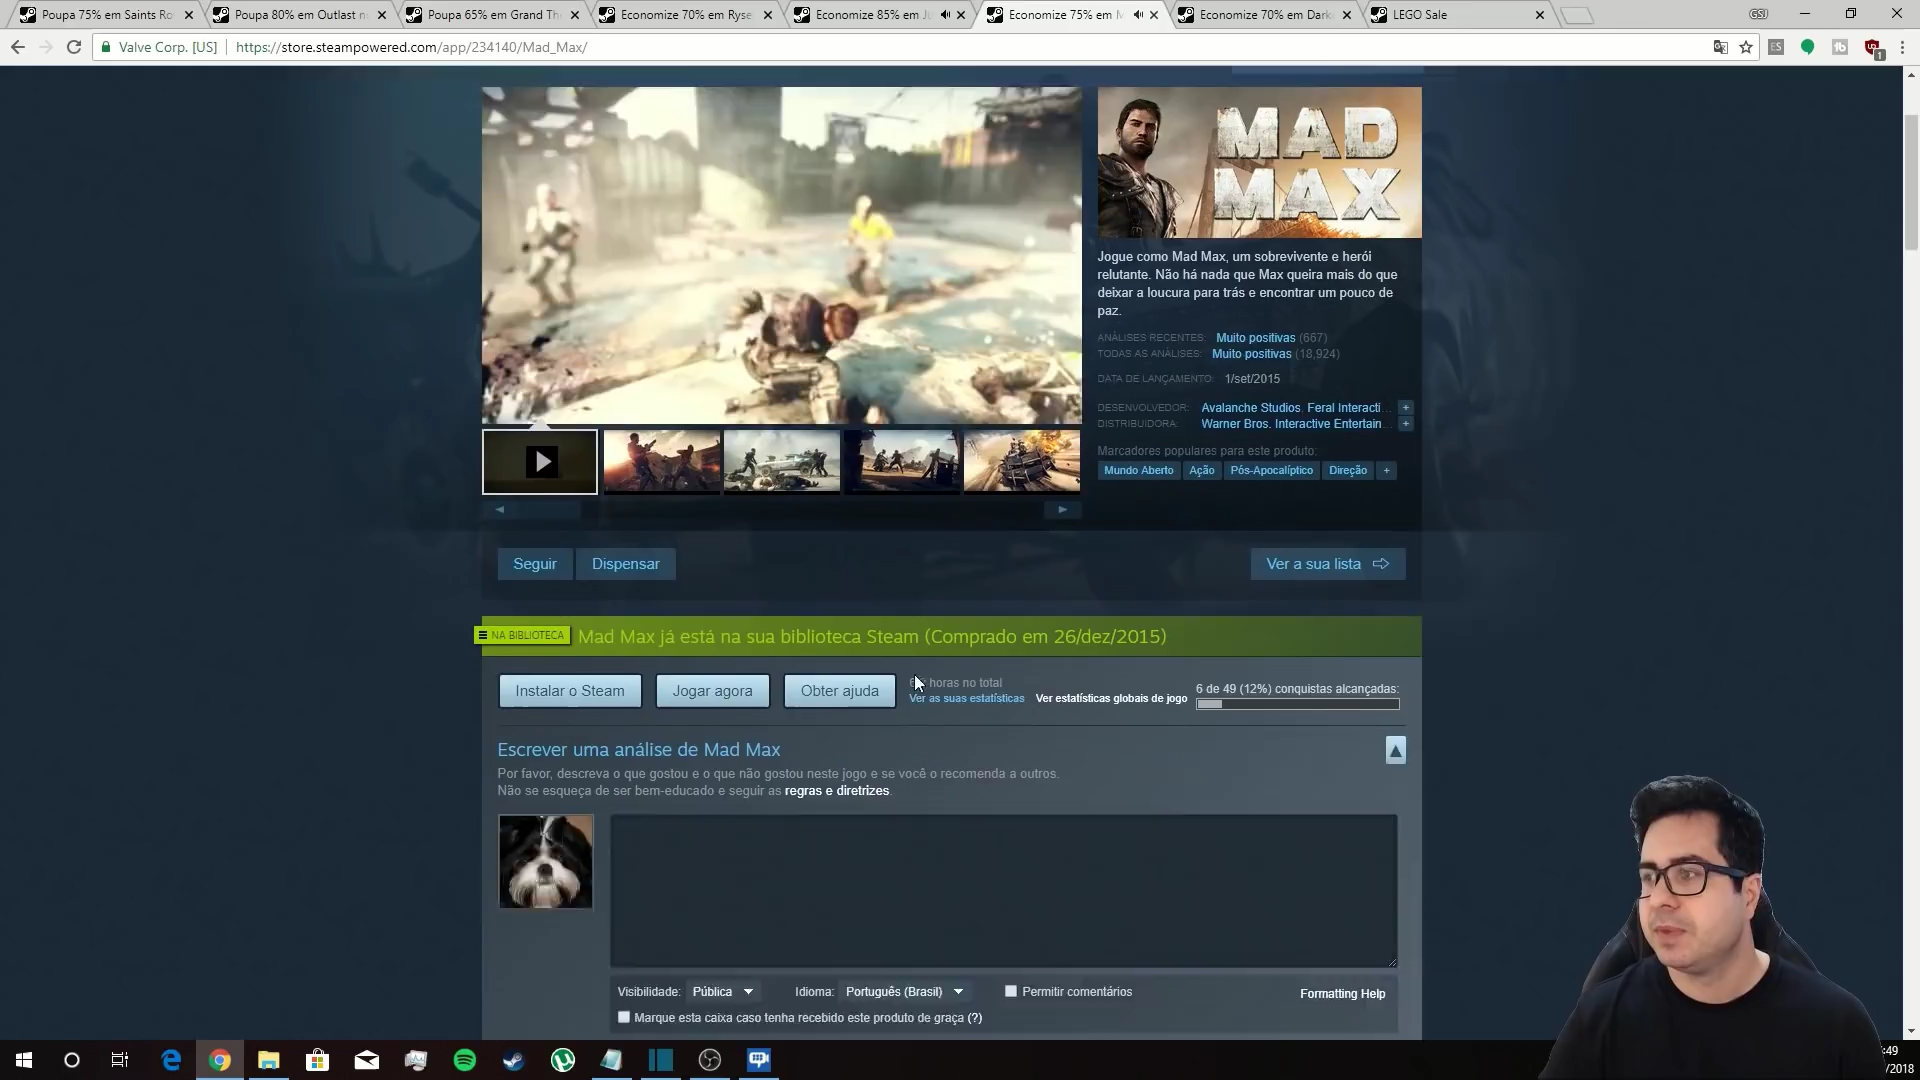 Poupa 75% em Saints Ro
Poupa 80% em Outlast n
Poupa 65% em Grand The
Economize 70% em Ryse
Economize 85% em Ju
Economize 75% em M
Economize 70% em Dark
LEGO Sale
GSJ
Valve Corp. [US]
https://store.steampowered.com/app/234140/Mad_Max/
ES
1
MAD
MAX
Jogue como Mad Max, um sobrevivente e herói
relutante. Não há nada que Max queira mais do que
deixar a loucura para trás e encontrar um pouco de
paz.
ANÁLISES RECENTES: Muito positivas (667)
TODAS AS ANÁLISES: Muito positivas (18,924)
DATA DE LANÇAMENTO: 1/set/2015
DESENVOLVEDOR: Avalanche Studios, Feral Interacti... +
DISTRIBUIDORA: Warner Bros. Interactive Entertain... +
Marcadores populares para este produto:
Mundo Aberto Ação Pós-Apocalíptico Direção +
Seguir Dispensar Ver a sua lista
NA BIBLIOTECA Mad Max já está na sua biblioteca Steam (Comprado em 26/dez/2015)
Instalar o Steam Jogar agora Obter ajuda
horas no total
Ver as suas estatísticas Ver estatísticas globais de jogo
6 de 49 (12%) conquistas alcançadas:
Escrever uma análise de Mad Max
Por favor, descreva o que gostou e o que não gostou neste jogo e se você o recomenda a outros.
Não se esqueça de ser bem-educado e seguir as regras e diretrizes.
Visibilidade: Pública Idioma: Português (Brasil) Permitir comentários Formatting Help
Marque esta caixa caso tenha recebido este produto de graça (?)
:49
/2018